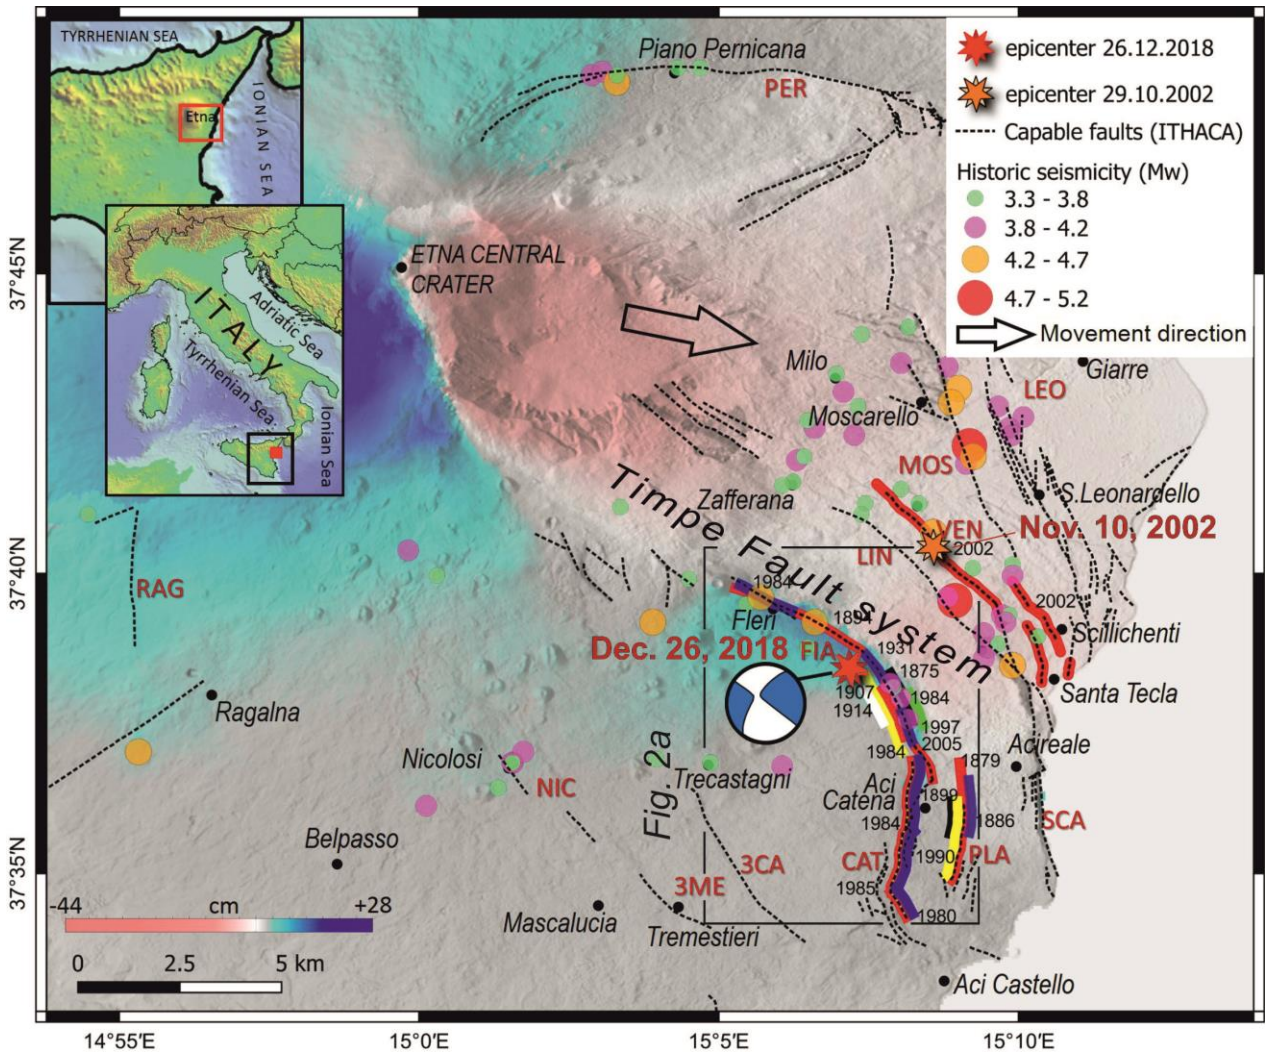 TYRRHENIAN SEA
IONIAN SEA
Etna
ITALY
Adriatic Sea
Tyrrhenian Sea
Ionian Sea
Piano Pernicana
PER
epicenter 26.12.2018
epicenter 29.10.2002
Capable faults (ITHACA)
Historic seismicity (Mw)
3.3 - 3.8
3.8 - 4.2
4.2 - 4.7
4.7 - 5.2
Movement direction
ETNA CENTRAL
CRATER
Milo
Giarre
Moscarello
LEO
MOS
Zafferana
S.Leonardello
Timpe Fault system
VEN
Nov. 10, 2002
LIN
2002
RAG
1984
Fleri
1894
2002
Scillichenti
Dec. 26, 2018
FIA
1931
1875
1907
1984
Santa Tecla
1914
1997
Ragalna
2005
1984
Acireale
1879
Nicolosi
Trecastagni
NIC
Fig. 2a
Aci
Catena
1899
1984
1886
SCA
Belpasso
1990
PLA
CAT
3CA
3ME
1985
1980
-44
cm
+28
Mascalucia
Tremestieri
0
2.5
5 km
Aci Castello
37°45'N
37°40'N
37°35'N
14°55'E
15°0'E
15°5'E
15°10'E